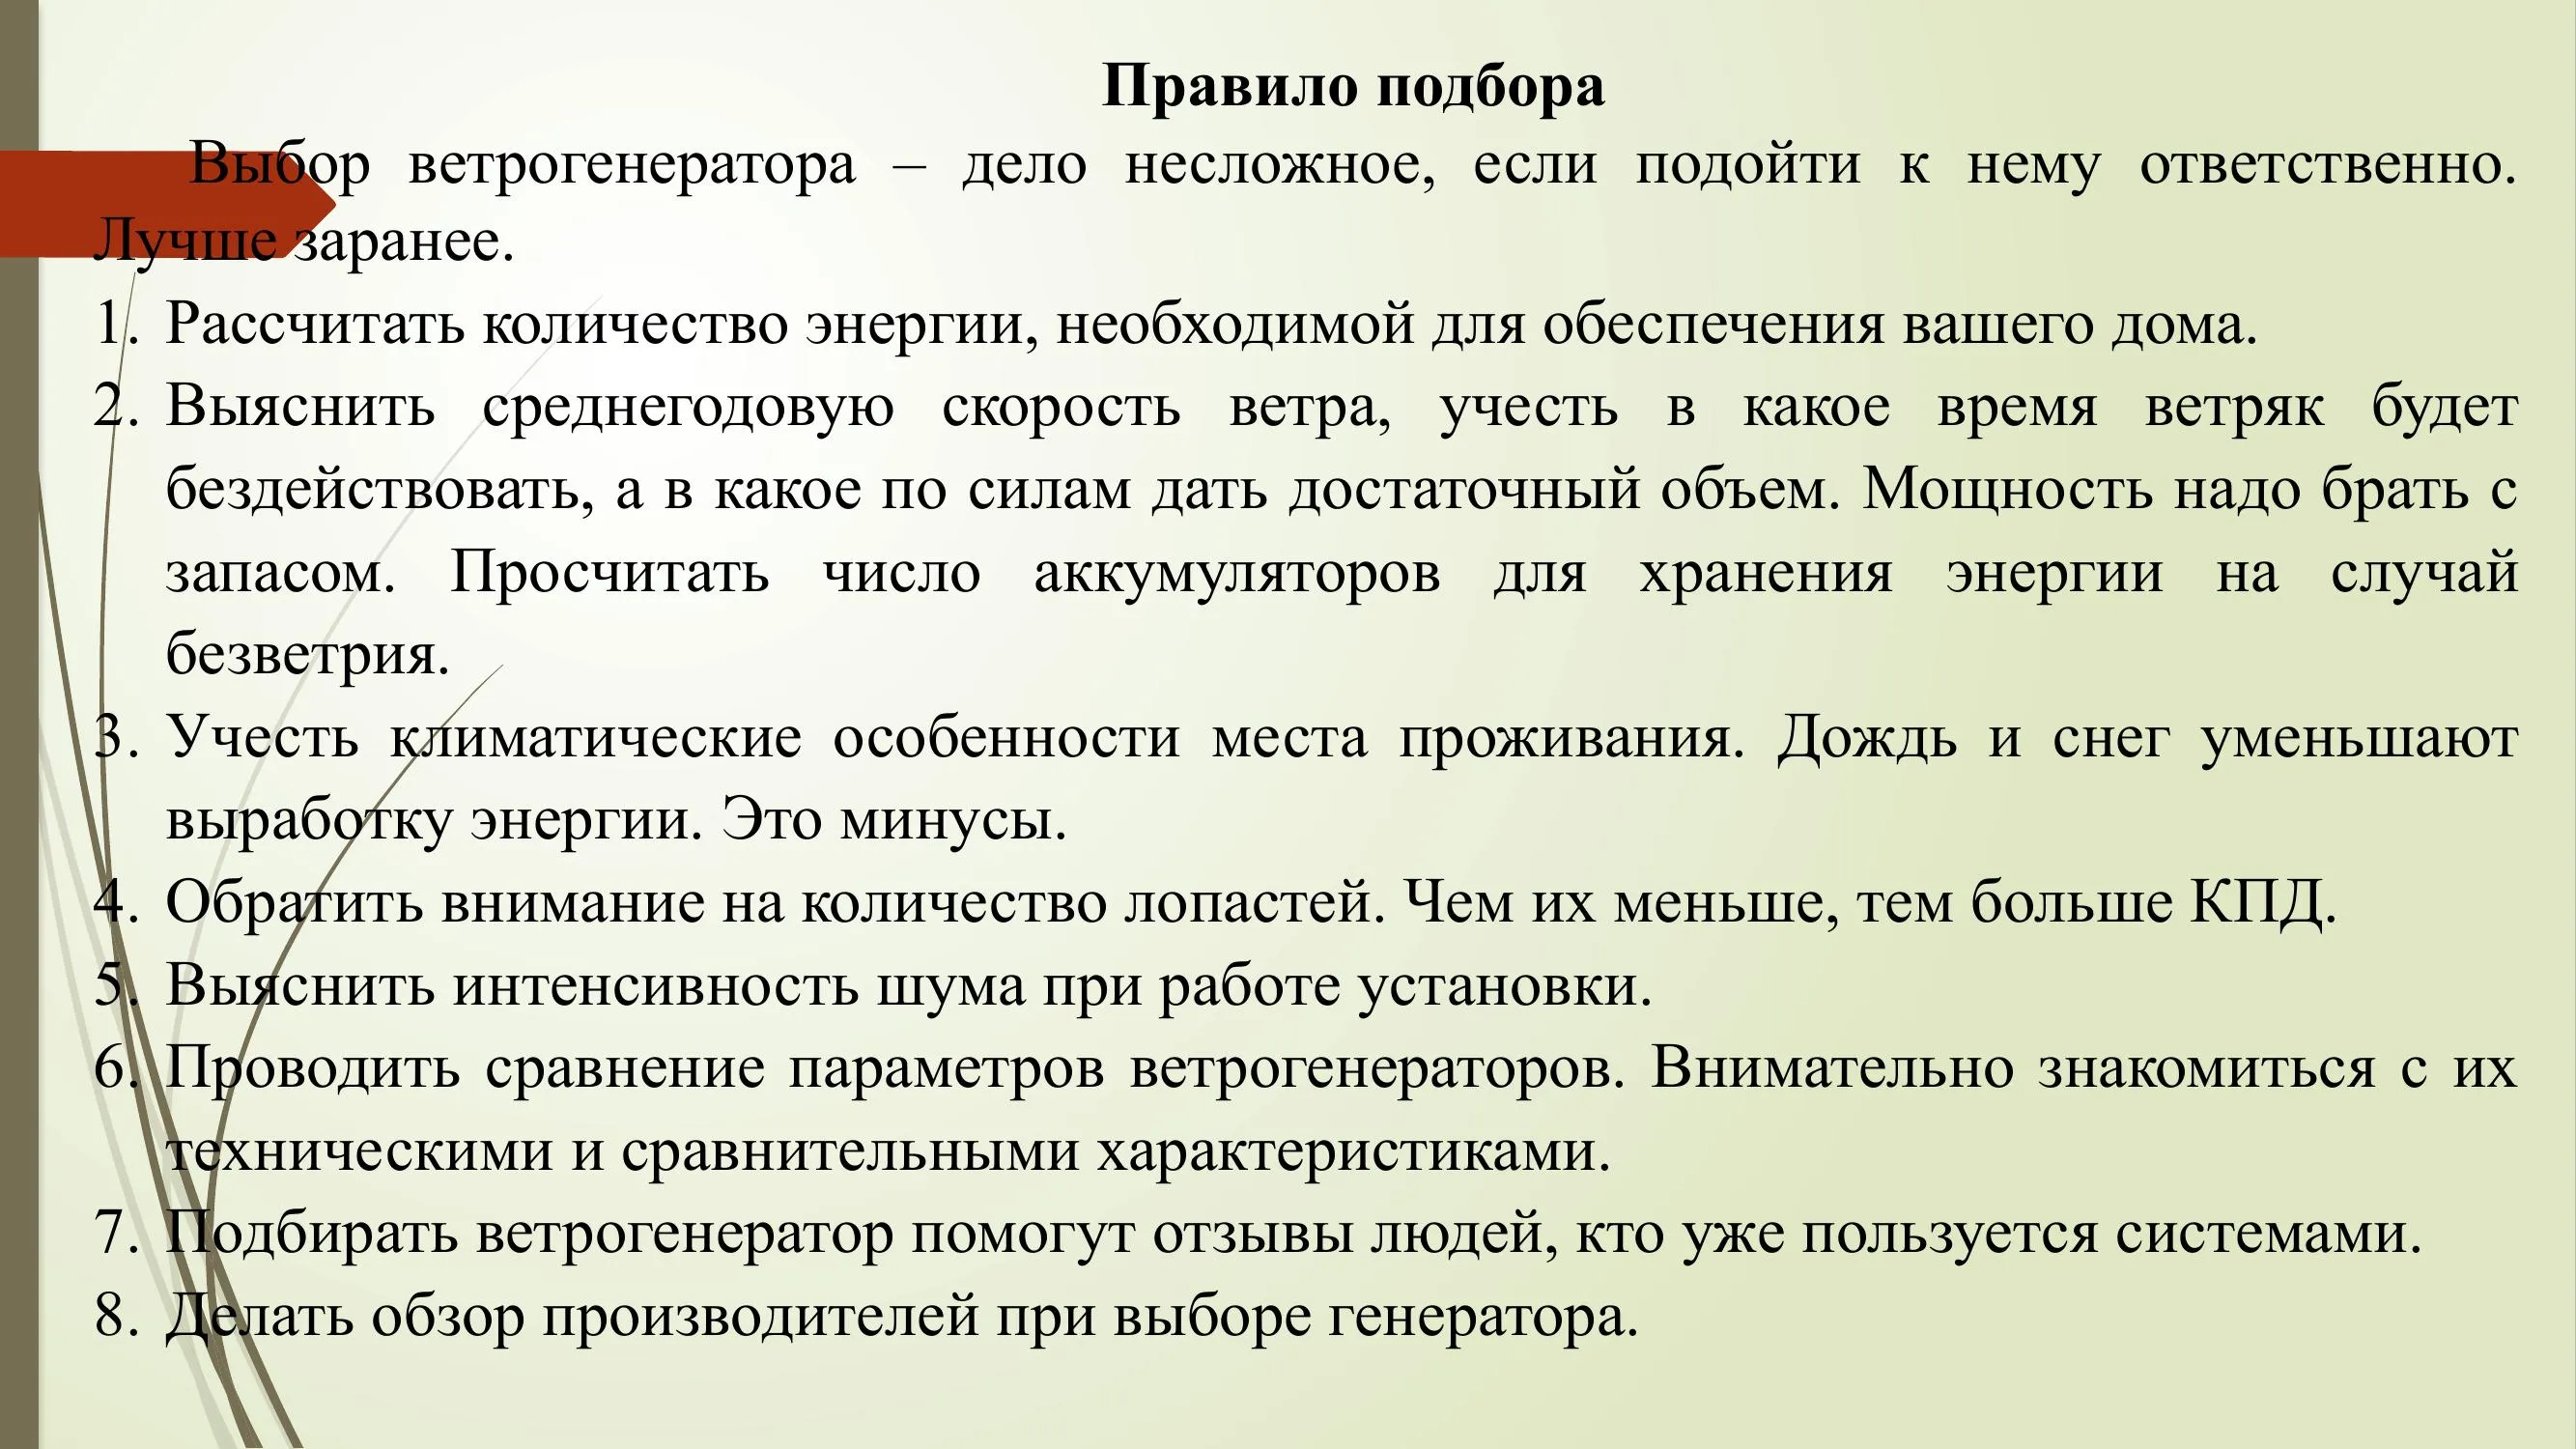 Правило подбора
Выбор ветрогенератора – дело несложное, если подойти к нему ответственно.
Лучше заранее.
1. Рассчитать количество энергии, необходимой для обеспечения вашего дома.
2. Выяснить среднегодовую скорость ветра, учесть в какое время ветряк будет
бездействовать, а в какое по силам дать достаточный объем. Мощность надо брать с
запасом. Просчитать число аккумуляторов для хранения энергии на случай
безветрия.
3. Учесть климатические особенности места проживания. Дождь и снег уменьшают
выработку энергии. Это минусы.
4. Обратить внимание на количество лопастей. Чем их меньше, тем больше КПД.
5. Выяснить интенсивность шума при работе установки.
6. Проводить сравнение параметров ветрогенераторов. Внимательно знакомиться с их
техническими и сравнительными характеристиками.
7. Подбирать ветрогенератор помогут отзывы людей, кто уже пользуется системами.
8. Делать обзор производителей при выборе генератора.